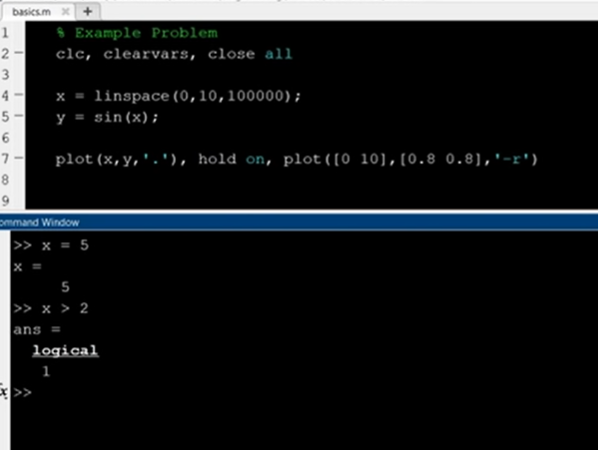 basics.m × +
1 % Example Problem
2 - clc, clearvars, close all
3
4 - x = linspace(0,10,100000);
5 - y = sin(x);
6
7 - plot(x,y,'.'), hold on, plot([0 10],[0.8 0.8],'-r')
8
9
ommand Window
>> x = 5
x =
5
>> x > 2
ans =
logical
1
fx >>